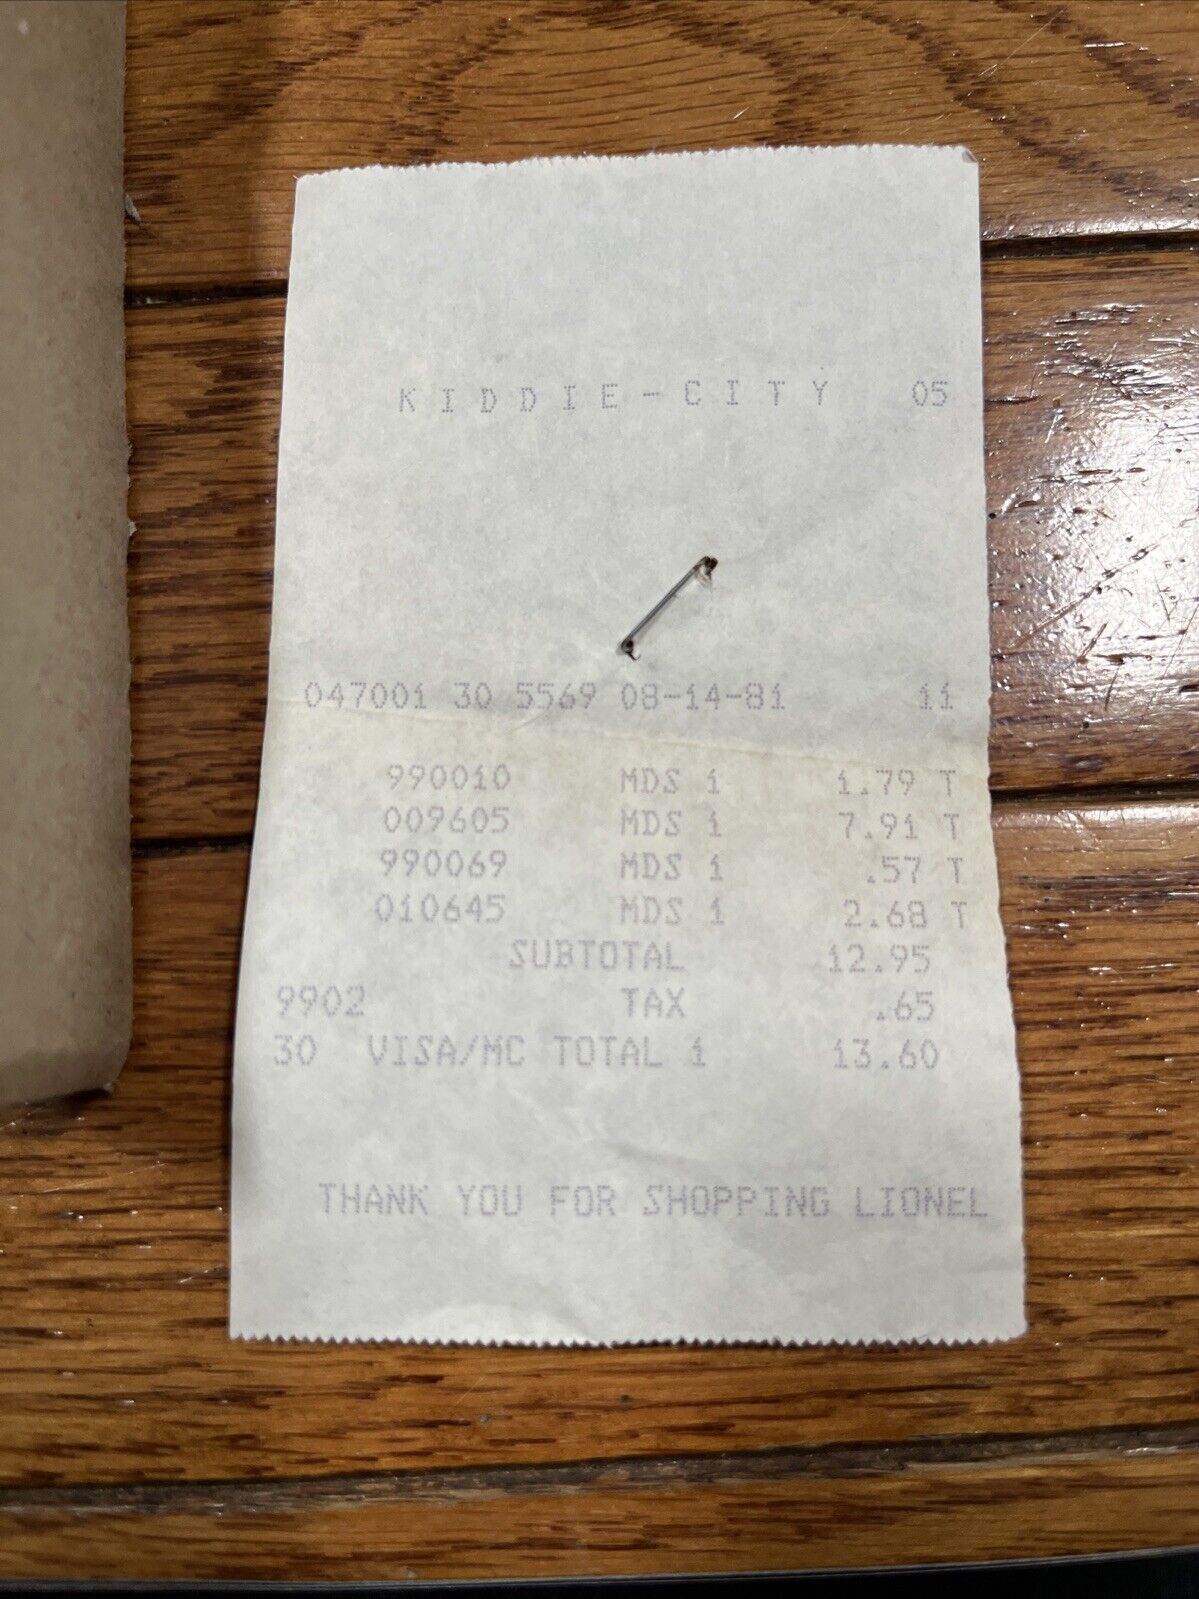 KIDDIE-CITY 05
047001 30 5569 08-14-81 11
990010 MDS 1 1.79 T
009605 MDS 1 7.91 T
990069 MDS 1 .57 T
010645 MDS 1 2.68 T
SUBTOTAL 12.95
9902 TAX .65
30 VISA/MC TOTAL 1 13.60
THANK YOU FOR SHOPPING LIONEL